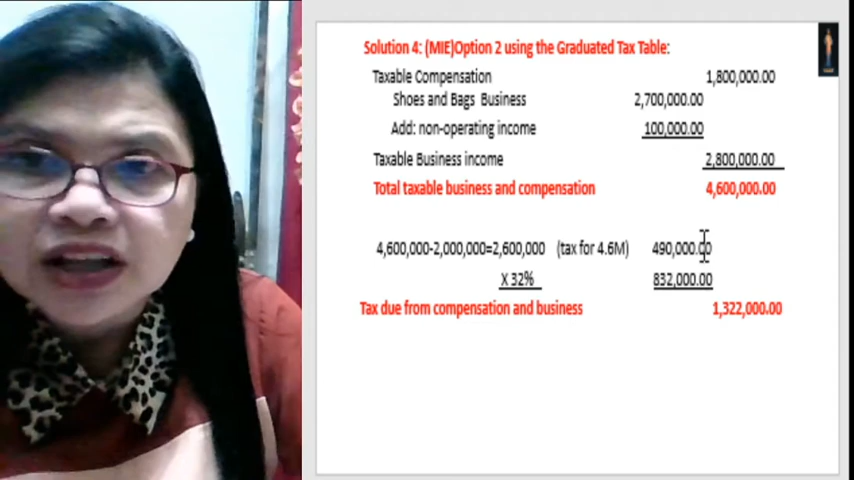 Solution 4: (MIE)Option 2 using the Graduated Tax Table:
Taxable Compensation 1,800,000.00
Shoes and Bags Business 2,700,000.00
Add: non-operating income 100,000.00
Taxable Business income 2,800,000.00
Total taxable business and compensation 4,600,000.00
4,600,000-2,000,000=2,600,000 (tax for 4.6M) 490,000.00
X 32% 832,000.00
Tax due from compensation and business 1,322,000.00